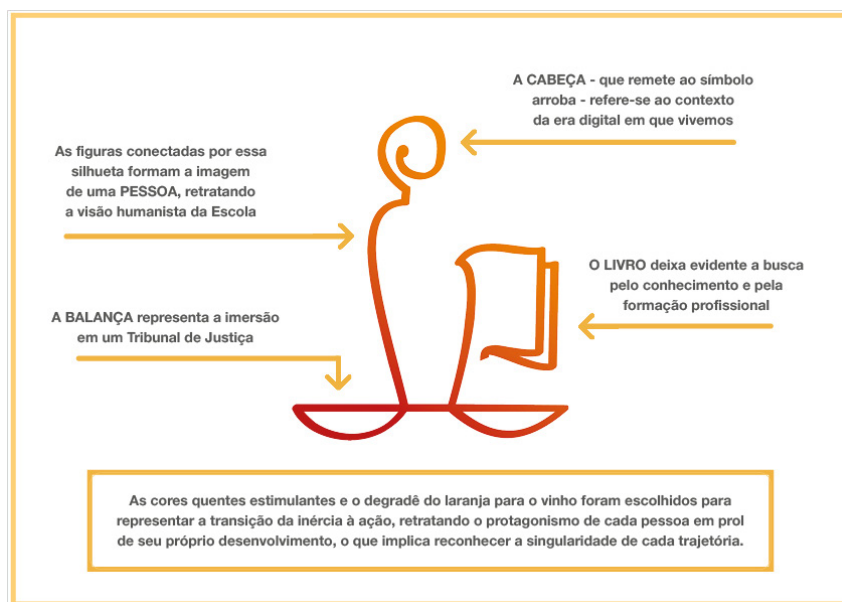 A CABEÇA - que remete ao símbolo
arroba - refere-se ao contexto
da era digital em que vivemos
As figuras conectadas por essa
silhueta formam a imagem
de uma PESSOA, retratando
a visão humanista da Escola
O LIVRO deixa evidente a busca
pelo conhecimento e pela
formação profissional
A BALANÇA representa a imersão
em um Tribunal de Justiça
As cores quentes estimulantes e o degradê do laranja para o vinho foram escolhidos para
representar a transição da inércia à ação, retratando o protagonismo de cada pessoa em prol
de seu próprio desenvolvimento, o que implica reconhecer a singularidade de cada trajetória.